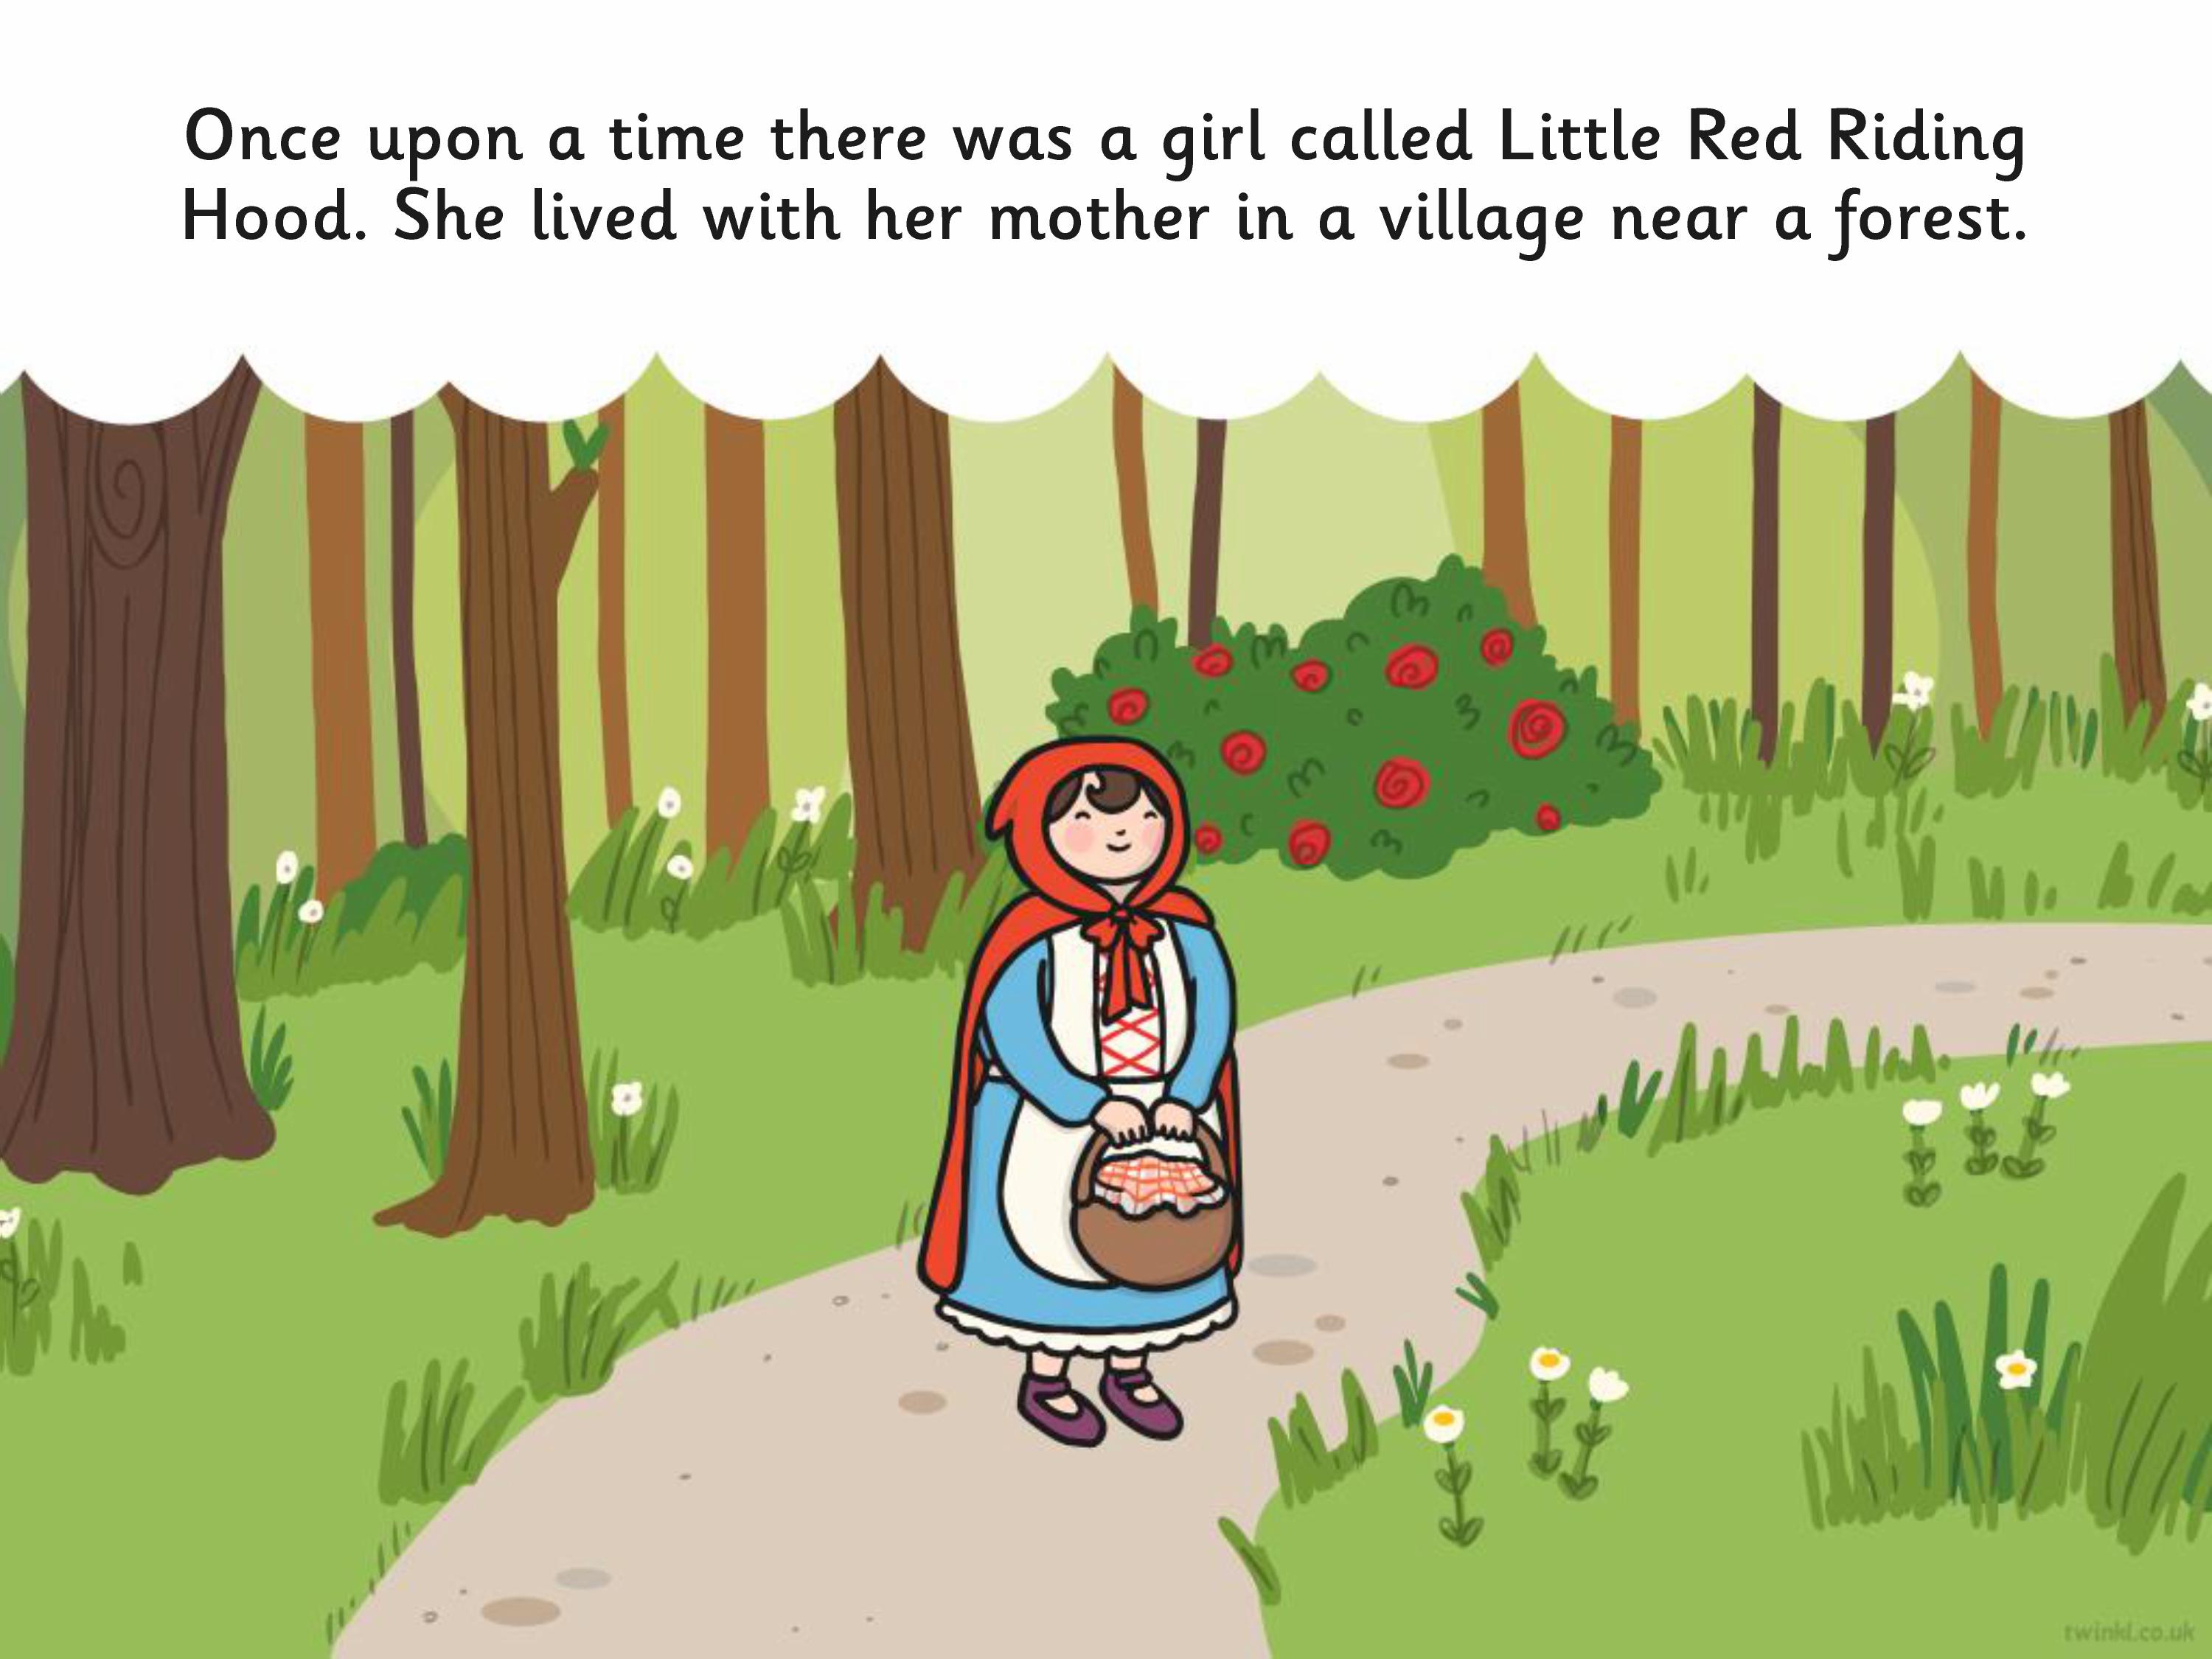 Once upon a time there was a girl called Little Red Riding
Hood. She lived with her mother in a village near a forest.
twinkl.co.uk